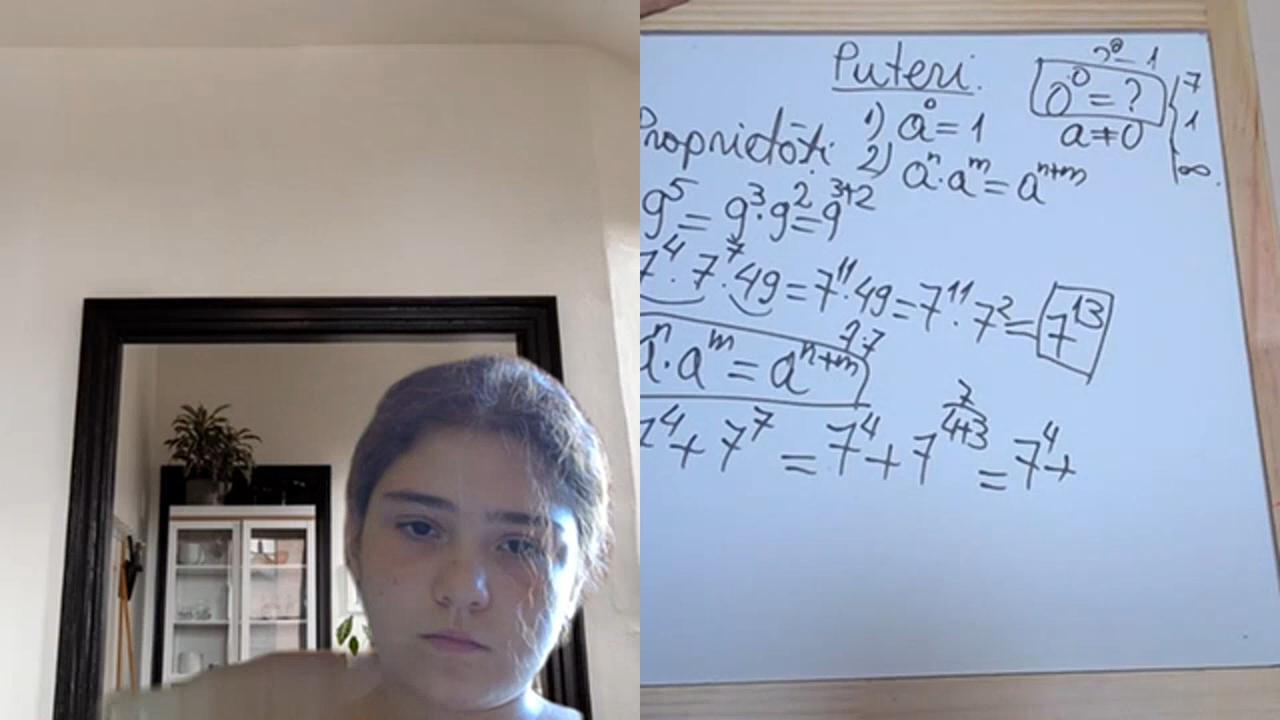 Puteri.
0⁰ = ?
a ≠ 0
7
1
∞.
Proprietăți
1) a⁰ = 1
2) aⁿ · aᵐ = aⁿ⁺ᵐ
9⁵ = 9³ · 9² = 9³⁺²
7⁴ · 7⁷ · 49 = 7¹¹ · 49 = 7¹¹ · 7² = 7¹³
7·7
aⁿ · aᵐ = aⁿ⁺ᵐ
7
7⁴ + 7⁷ = 7⁴ + 7⁴⁺³ = 7⁴ +